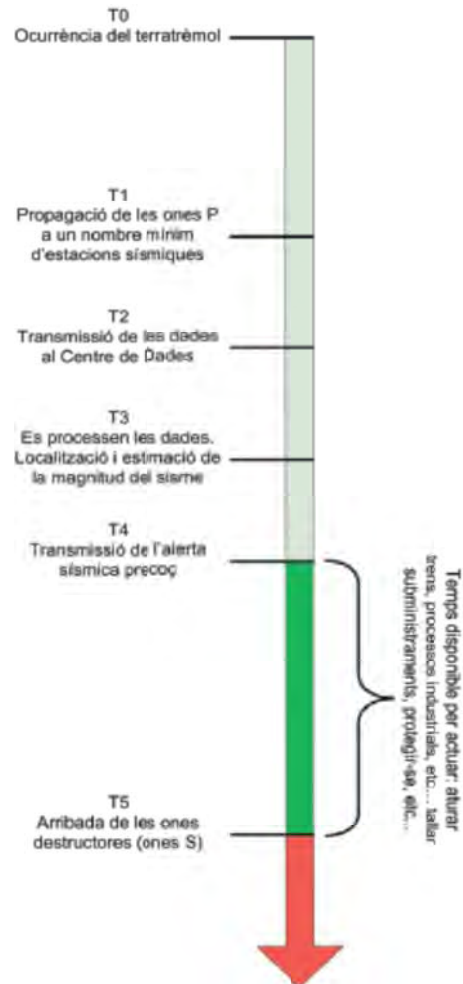 T0
Ocurrència del terratrèmol
T1
Propagació de les ones P
a un nombre mínim
d'estacions sísmiques
T2
Transmissió de les dades
al Centre de Dades
T3
Es processen les dades.
Localització i estimació de
la magnitud del sisme
T4
Transmissió de l'alerta
sísmica precoç
Temps disponible per actuar: aturar
trens, processos industrials, etc... tallar
subministraments, protegir-se, etc...
T5
Arribada de les ones
destructores (ones S)